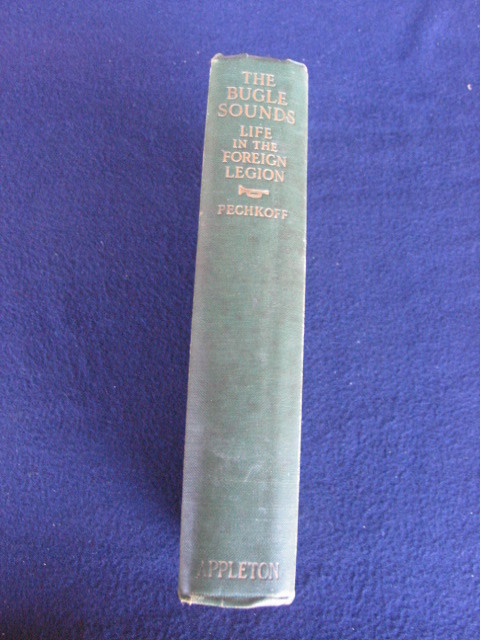 THE
BUGLE
SOUNDS
LIFE
IN THE
FOREIGN
LEGION
PECHKOFF
APPLETON